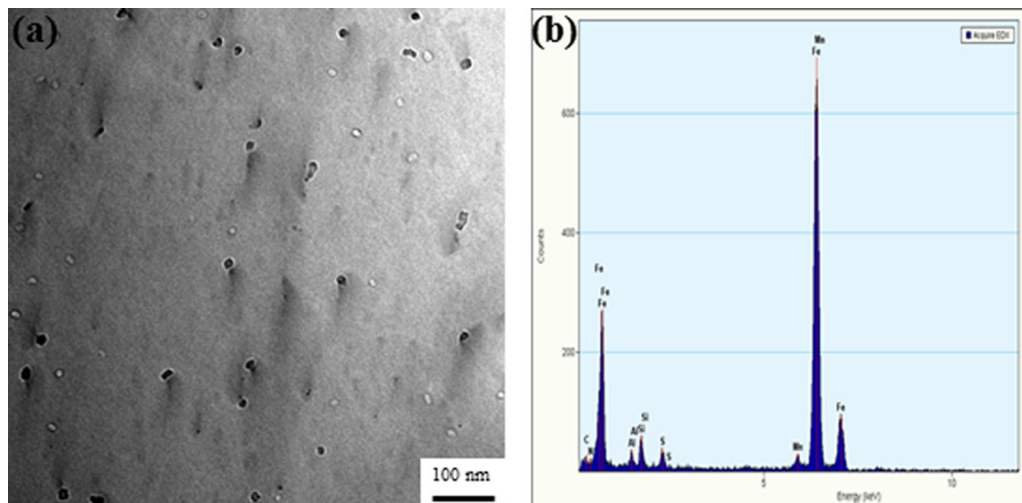 (a)
100 nm
(b)
Acquire EDX
Mn
Fe
600
Counts
400
Fe
Fe
Fe
200
Fe
Si
Al
Si
Al
S
S
C
N
Mn
5
10
Energy (keV)